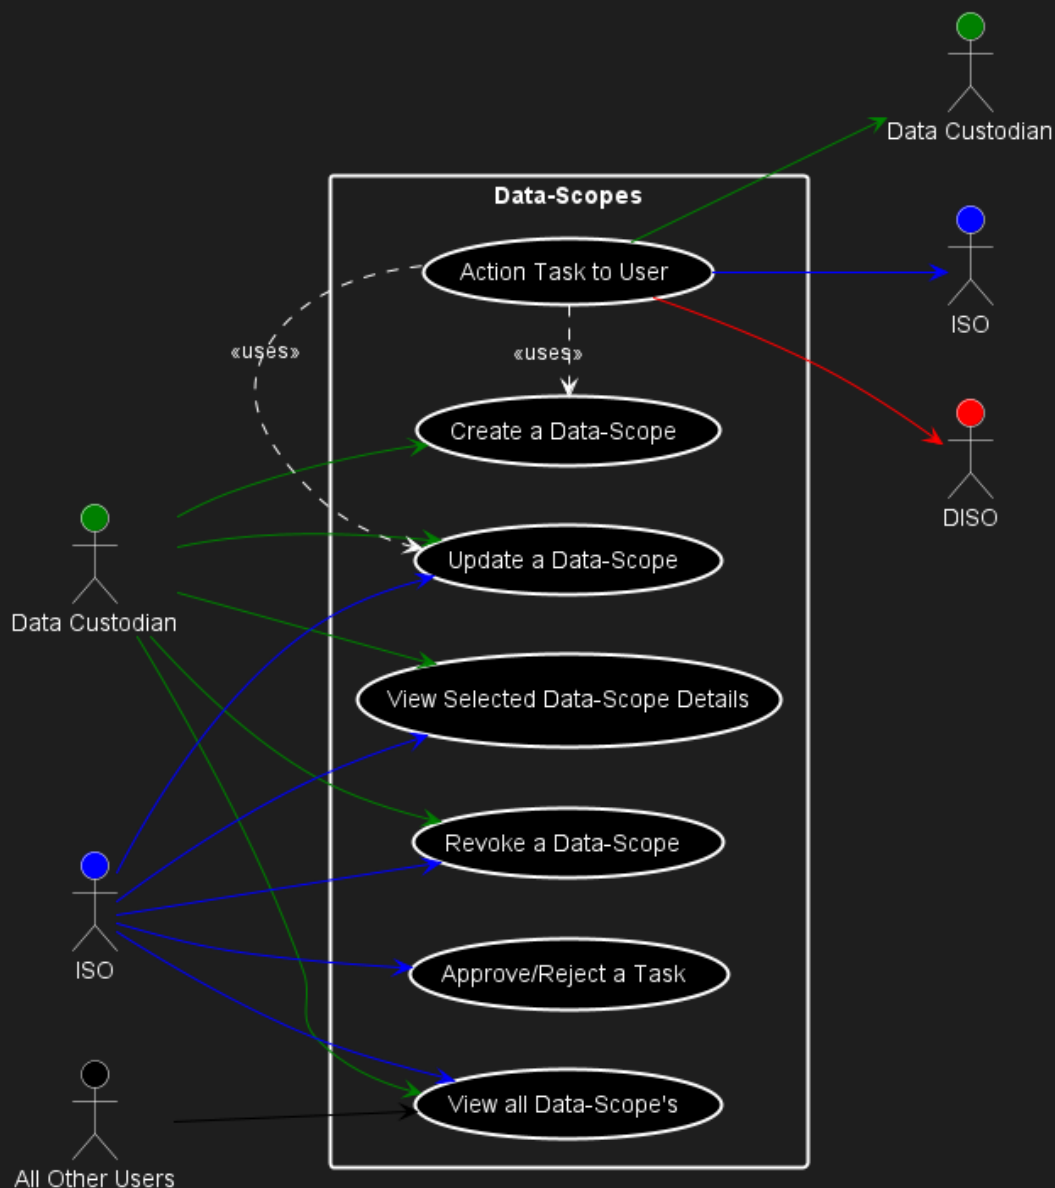 Data Custodian
Data-Scopes
Action Task to User
ISO
«uses»
«uses»
Create a Data-Scope
DISO
Update a Data-Scope
Data Custodian
View Selected Data-Scope Details
Revoke a Data-Scope
ISO
Approve/Reject a Task
View all Data-Scope's
All Other Users